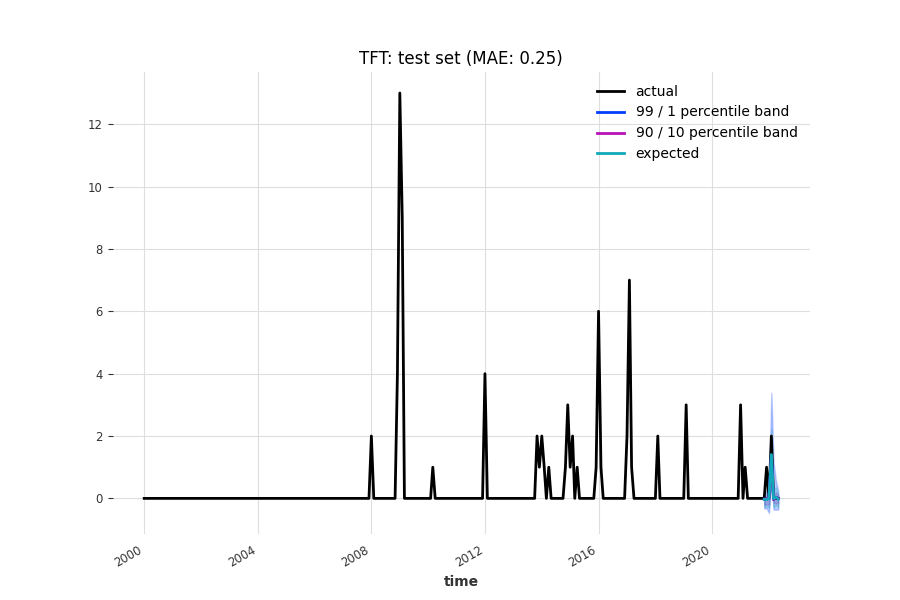 TFT: test set (MAE: 0.25)
actual
99 / 1 percentile band
90 / 10 percentile band
expected
12
10
8
6
4
2
0
2000
2004
2008
2012
2016
2020
time